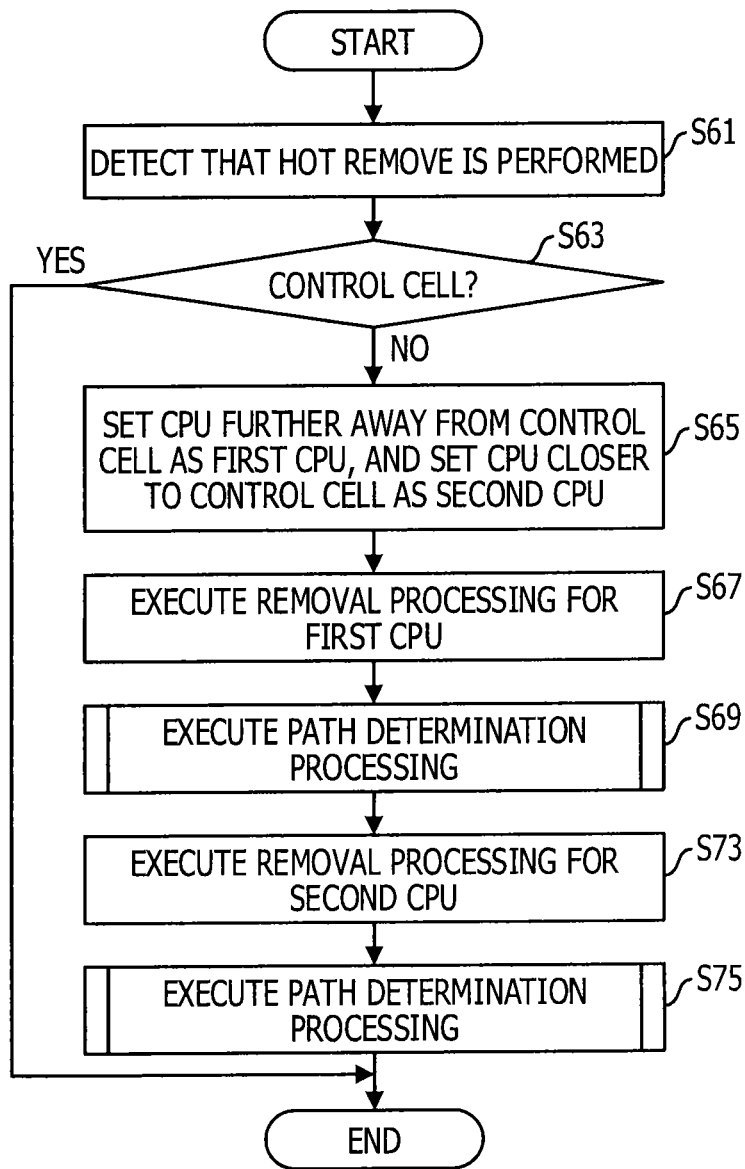 START
S61
DETECT THAT HOT REMOVE IS PERFORMED
S63
YES
CONTROL CELL?
NO
SET CPU FURTHER AWAY FROM CONTROL
CELL AS FIRST CPU, AND SET CPU CLOSER
TO CONTROL CELL AS SECOND CPU
S65
EXECUTE REMOVAL PROCESSING FOR
FIRST CPU
S67
EXECUTE PATH DETERMINATION
PROCESSING
S69
EXECUTE REMOVAL PROCESSING FOR
SECOND CPU
S73
EXECUTE PATH DETERMINATION
PROCESSING
S75
END